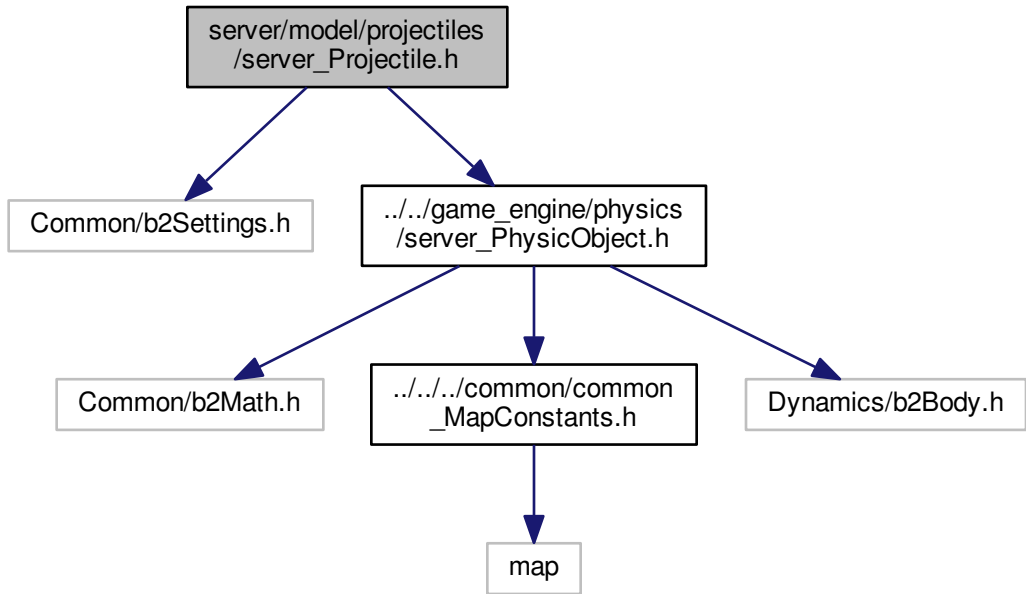 server/model/projectiles
/server_Projectile.h
Common/b2Settings.h
../../game_engine/physics
/server_PhysicObject.h
Common/b2Math.h
../../../common/common
_MapConstants.h
Dynamics/b2Body.h
map